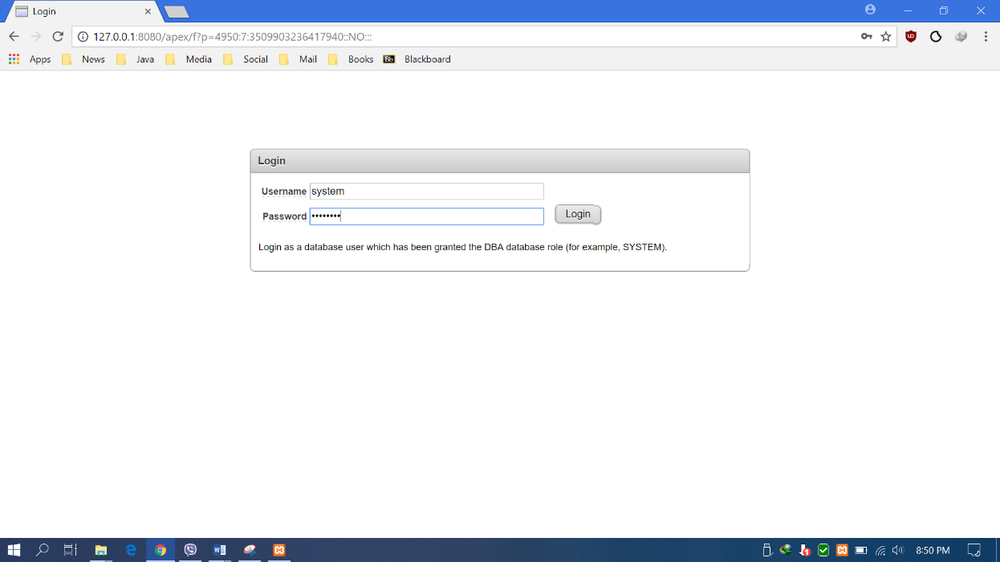 Login
127.0.0.1:8080/apex/f?p=4950:7:3509903236417940::NO:::
Apps News Java Media Social Mail Books Bb Blackboard
Login
Username system
Password ••••••••
Login
Login as a database user which has been granted the DBA database role (for example, SYSTEM).
8:50 PM